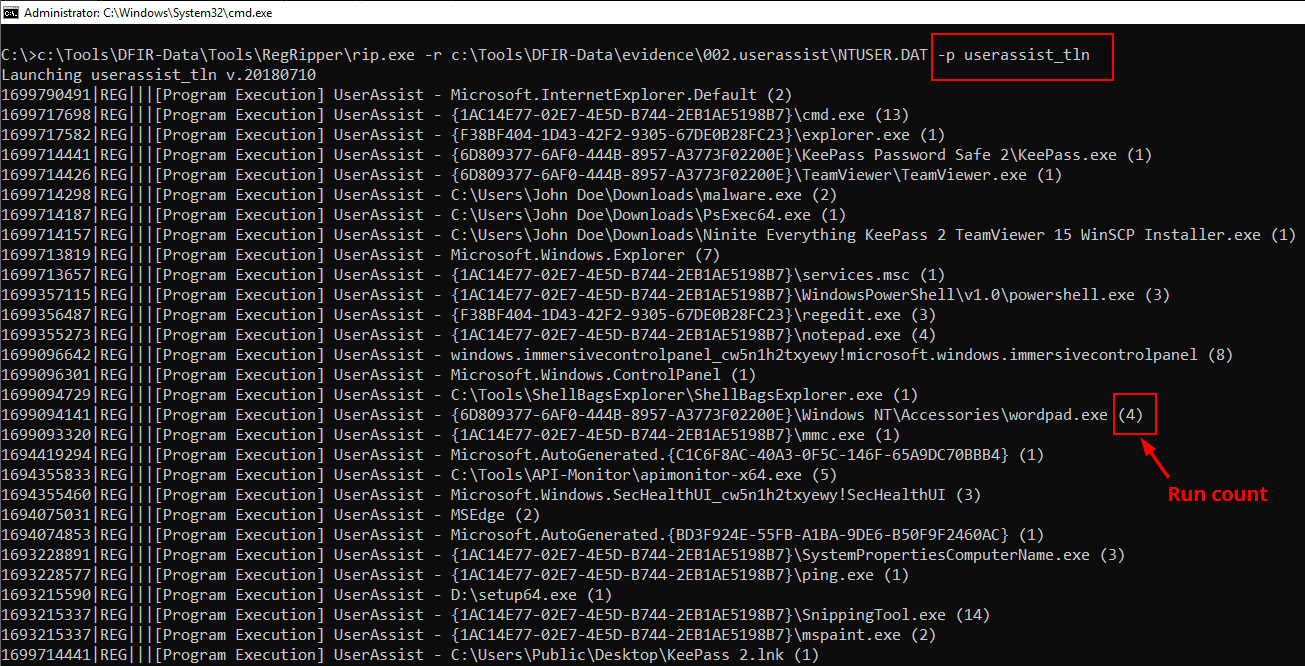 Administrator: C:\Windows\System32\cmd.exe
C:\>c:\Tools\DFIR-Data\Tools\RegRipper\rip.exe -r c:\Tools\DFIR-Data\evidence\002.userassist\NTUSER.DAT -p userassist_tln
Launching userassist_tln v.20180710
1699790491|REG|||[Program Execution] UserAssist - Microsoft.InternetExplorer.Default (2)
1699717698|REG|||[Program Execution] UserAssist - {1AC14E77-02E7-4E5D-B744-2EB1AE5198B7}\cmd.exe (13)
1699717582|REG|||[Program Execution] UserAssist - {F38BF404-1D43-42F2-9305-67DE0B28FC23}\explorer.exe (1)
1699714441|REG|||[Program Execution] UserAssist - {6D809377-6AF0-444B-8957-A3773F02200E}\KeePass Password Safe 2\KeePass.exe (1)
1699714426|REG|||[Program Execution] UserAssist - {6D809377-6AF0-444B-8957-A3773F02200E}\TeamViewer\TeamViewer.exe (1)
1699714298|REG|||[Program Execution] UserAssist - C:\Users\John Doe\Downloads\malware.exe (2)
1699714187|REG|||[Program Execution] UserAssist - C:\Users\John Doe\Downloads\PsExec64.exe (1)
1699714157|REG|||[Program Execution] UserAssist - C:\Users\John Doe\Downloads\Ninite Everything KeePass 2 TeamViewer 15 WinSCP Installer.exe (1)
1699713819|REG|||[Program Execution] UserAssist - Microsoft.Windows.Explorer (7)
1699713657|REG|||[Program Execution] UserAssist - {1AC14E77-02E7-4E5D-B744-2EB1AE5198B7}\services.msc (1)
1699357115|REG|||[Program Execution] UserAssist - {1AC14E77-02E7-4E5D-B744-2EB1AE5198B7}\WindowsPowerShell\v1.0\powershell.exe (3)
1699356487|REG|||[Program Execution] UserAssist - {F38BF404-1D43-42F2-9305-67DE0B28FC23}\regedit.exe (3)
1699355273|REG|||[Program Execution] UserAssist - {1AC14E77-02E7-4E5D-B744-2EB1AE5198B7}\notepad.exe (4)
1699096642|REG|||[Program Execution] UserAssist - windows.immersivecontrolpanel_cw5n1h2txyewy!microsoft.windows.immersivecontrolpanel (8)
1699096301|REG|||[Program Execution] UserAssist - Microsoft.Windows.ControlPanel (1)
1699094729|REG|||[Program Execution] UserAssist - C:\Tools\ShellBagsExplorer\ShellBagsExplorer.exe (1)
1699094141|REG|||[Program Execution] UserAssist - {6D809377-6AF0-444B-8957-A3773F02200E}\Windows NT\Accessories\wordpad.exe (4)
1699093320|REG|||[Program Execution] UserAssist - {1AC14E77-02E7-4E5D-B744-2EB1AE5198B7}\mmc.exe (1)
1694419294|REG|||[Program Execution] UserAssist - Microsoft.AutoGenerated.{C1C6F8AC-40A3-0F5C-146F-65A9DC70BBB4} (1)
1694355833|REG|||[Program Execution] UserAssist - C:\Tools\API-Monitor\apimonitor-x64.exe (5)
1694355460|REG|||[Program Execution] UserAssist - Microsoft.Windows.SecHealthUI_cw5n1h2txyewy!SecHealthUI (3)
Run count
1694075031|REG|||[Program Execution] UserAssist - MSEdge (2)
1694074853|REG|||[Program Execution] UserAssist - Microsoft.AutoGenerated.{BD3F924E-55FB-A1BA-9DE6-B50F9F2460AC} (1)
1693228891|REG|||[Program Execution] UserAssist - {1AC14E77-02E7-4E5D-B744-2EB1AE5198B7}\SystemPropertiesComputerName.exe (3)
1693228577|REG|||[Program Execution] UserAssist - {1AC14E77-02E7-4E5D-B744-2EB1AE5198B7}\ping.exe (1)
1693215590|REG|||[Program Execution] UserAssist - D:\setup64.exe (1)
1693215337|REG|||[Program Execution] UserAssist - {1AC14E77-02E7-4E5D-B744-2EB1AE5198B7}\SnippingTool.exe (14)
1693215337|REG|||[Program Execution] UserAssist - {1AC14E77-02E7-4E5D-B744-2EB1AE5198B7}\mspaint.exe (2)
1699714441|REG|||[Program Execution] UserAssist - C:\Users\Public\Desktop\KeePass 2.lnk (1)